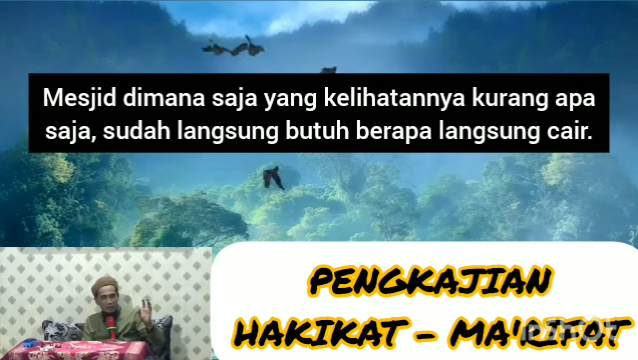 Mesjid dimana saja yang kelihatannya kurang apa
saja, sudah langsung butuh berapa langsung cair.
PENGKAJIAN
HAKIKAT - MA'RIFAT